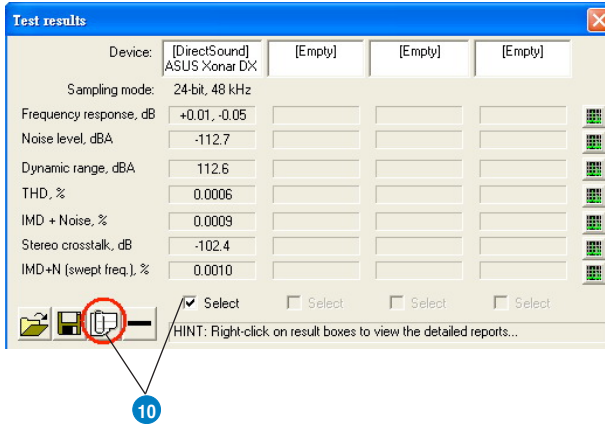 Test results
Device: [DirectSound] ASUS Xonar DX [Empty] [Empty] [Empty]
Sampling mode: 24-bit, 48 kHz
Frequency response, dB +0.01, -0.05
Noise level, dBA -112.7
Dynamic range, dBA 112.6
THD, % 0.0006
IMD + Noise, % 0.0009
Stereo crosstalk, dB -102.4
IMD+N (swept freq.), % 0.0010
Select Select Select Select
HINT: Right-click on result boxes to view the detailed reports...
10